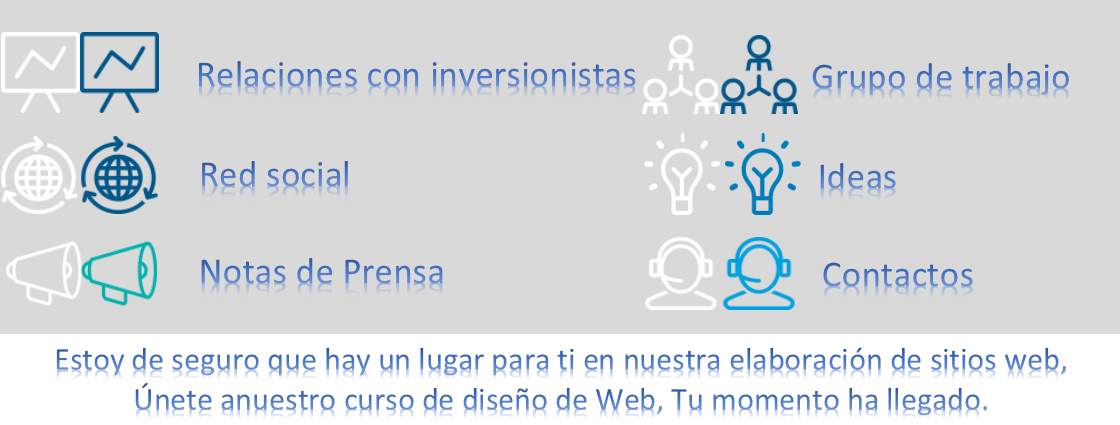 Relaciones con inversionistas
Grupo de trabajo
Red social
Ideas
Notas de Prensa
Contactos
Estoy de seguro que hay un lugar para ti en nuestra elaboración de sitios web,
Únete anuestro curso de diseño de Web, Tu momento ha llegado.